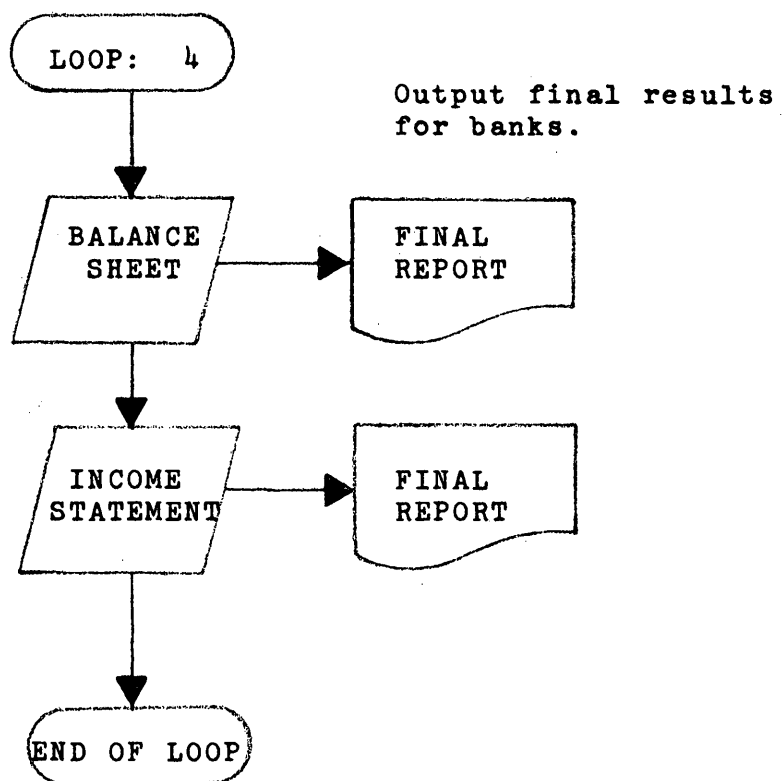 LOOP: 4
Output final results
for banks.
BALANCE
SHEET
FINAL
REPORT
INCOME
STATEMENT
FINAL
REPORT
END OF LOOP